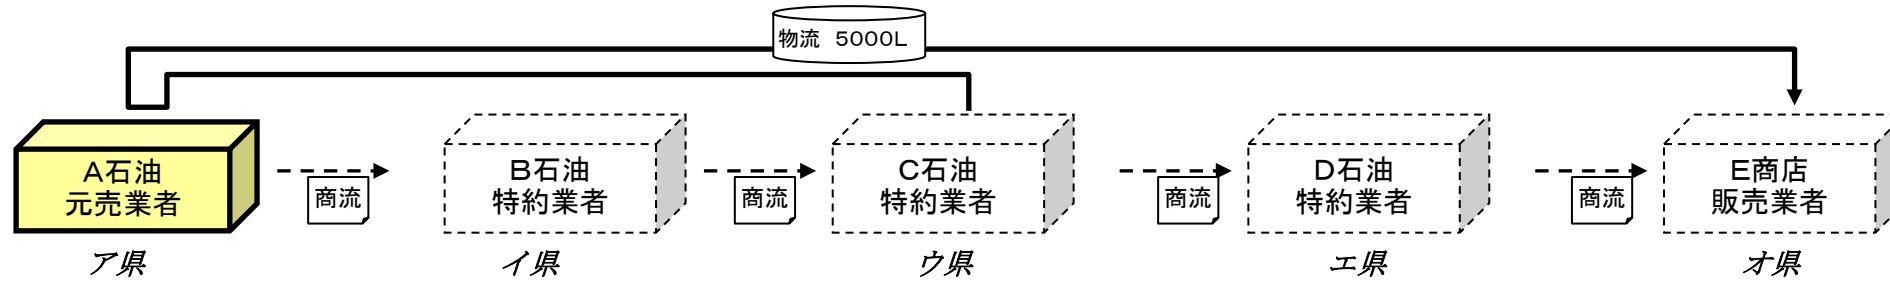 物流 5000L
A石油
元売業者
商流
B石油
特約業者
商流
C石油
特約業者
商流
D石油
特約業者
商流
E商店
販売業者
ア県
イ県
ウ県
エ県
オ県